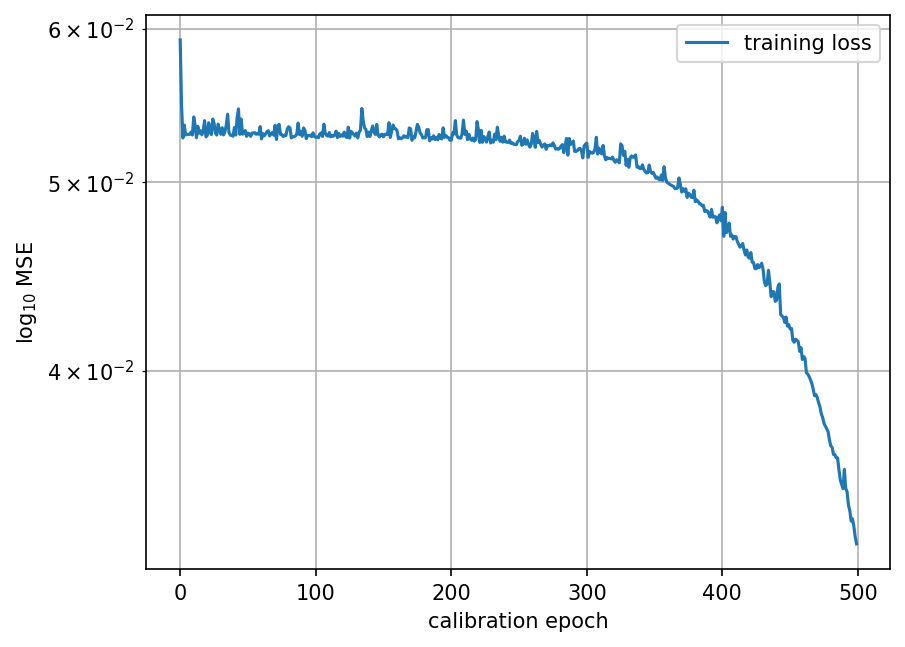 6 × 10⁻²
5 × 10⁻²
4 × 10⁻²
log₁₀ MSE
training loss
0 100 200 300 400 500
calibration epoch